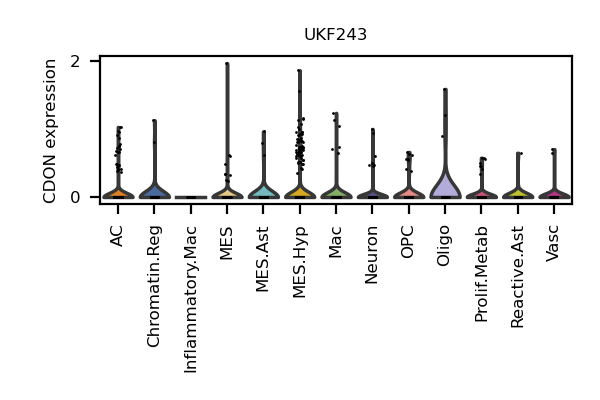 UKF243
CDON expression
2
0
AC
Chromatin.Reg
Inflammatory.Mac
MES
MES.Ast
MES.Hyp
Mac
Neuron
OPC
Oligo
Prolif.Metab
Reactive.Ast
Vasc